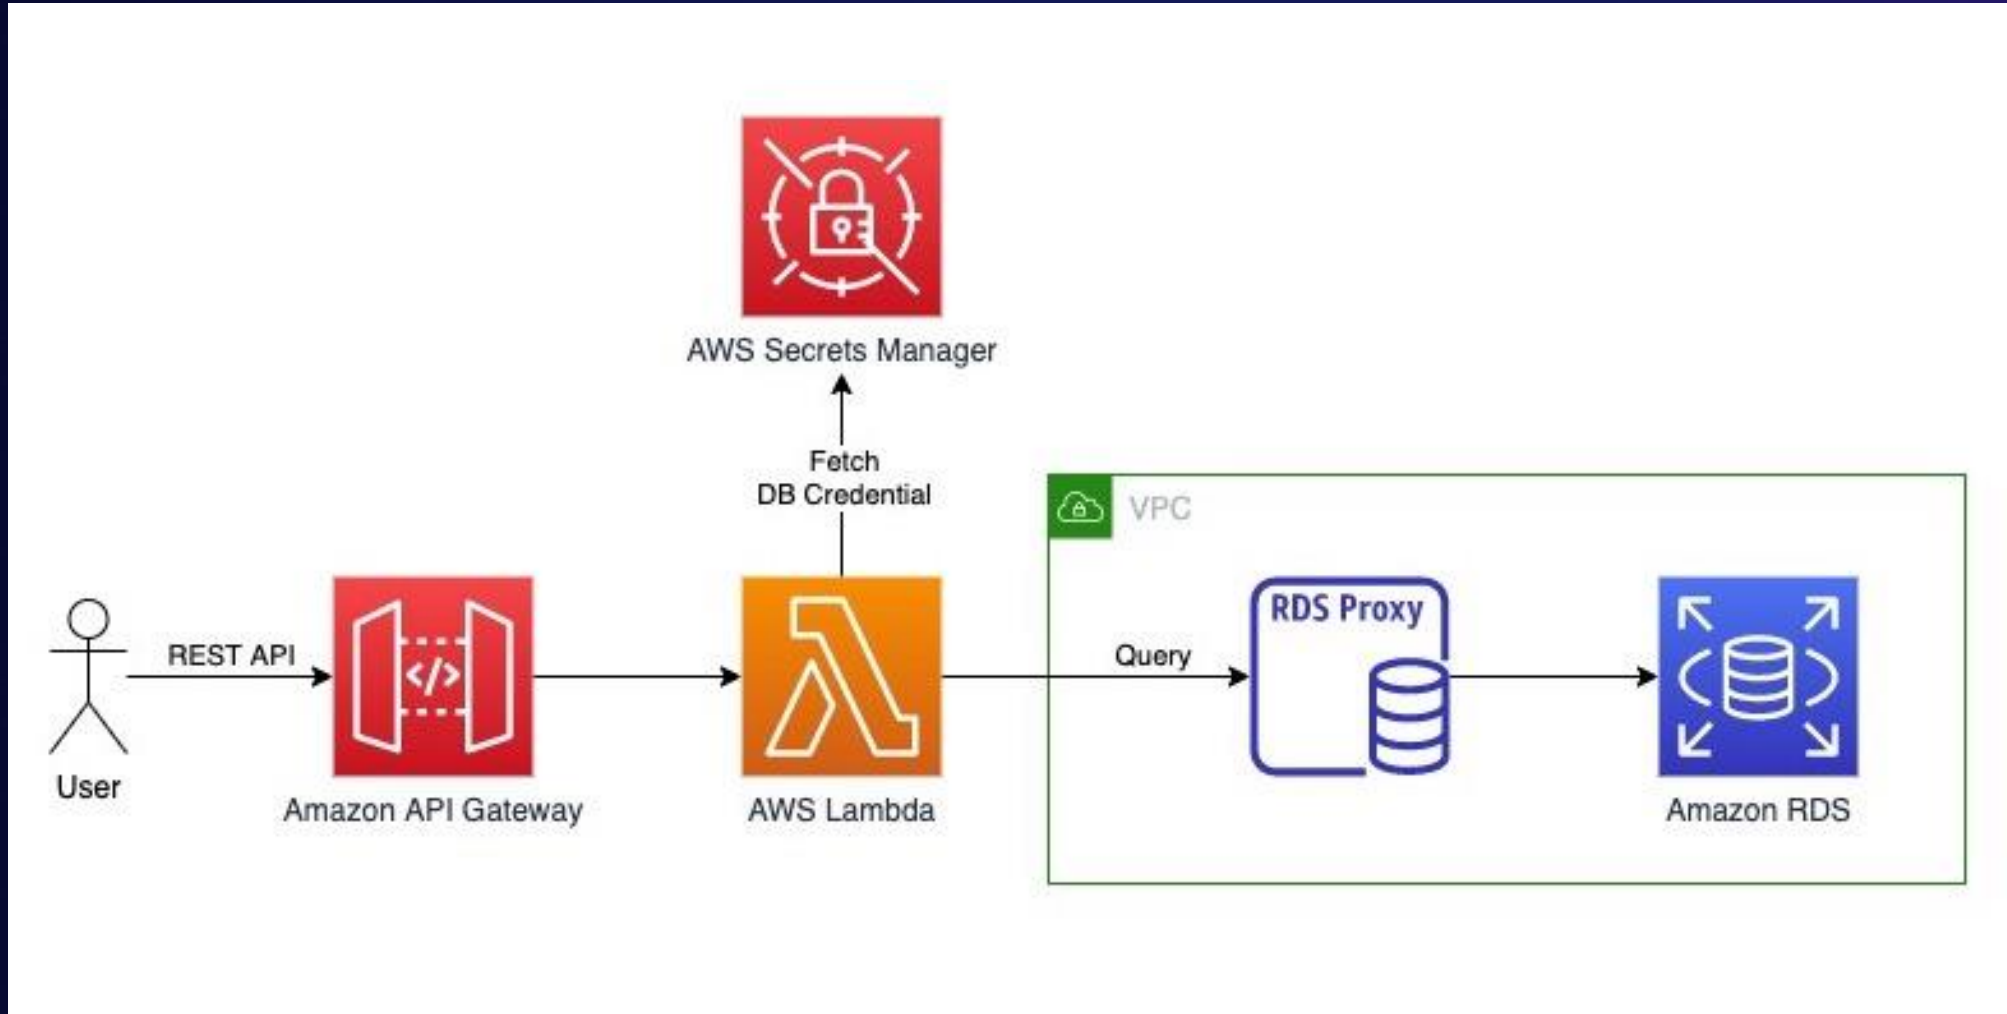 AWS Secrets Manager
Fetch
DB Credential
VPC
RDS Proxy
REST API
</>
Query
User
Amazon API Gateway
AWS Lambda
Amazon RDS